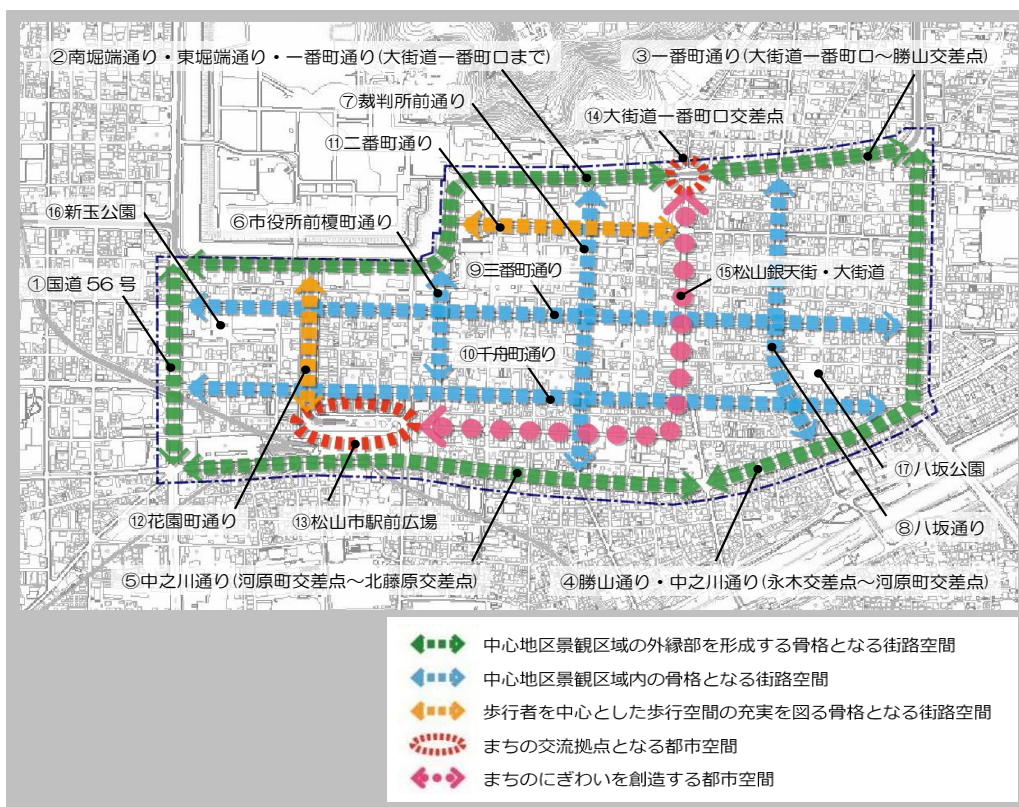 ②南堀端通り・東堀端通り・一番町通り(大街道一番町口まで)
③一番町通り(大街道一番町口～勝山交差点)
⑦裁判所前通り
⑭大街道一番町口交差点
⑪二番町通り
⑯新玉公園
⑥市役所前榎町通り
⑨三番町通り
⑮松山銀天街・大街道
①国道56号
⑩千舟町通り
⑰八坂公園
⑫花園町通り
⑬松山市駅前広場
⑧八坂通り
⑤中之川通り(河原町交差点～北藤原交差点)
④勝山通り・中之川通り(永木交差点～河原町交差点)
中心地区景観区域の外縁部を形成する骨格となる街路空間
中心地区景観区域内の骨格となる街路空間
歩行者を中心とした歩行空間の充実を図る骨格となる街路空間
まちの交流拠点となる都市空間
まちのにぎわいを創造する都市空間